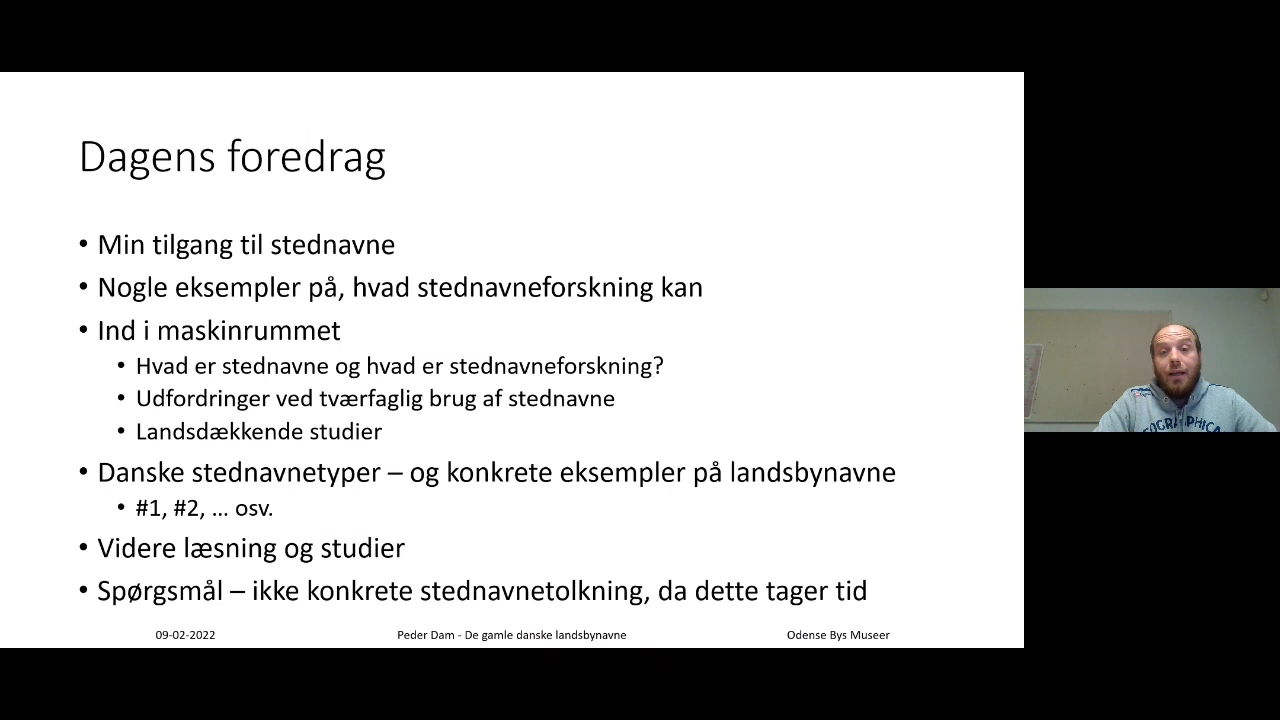 Dagens foredrag
• Min tilgang til stednavne
• Nogle eksempler på, hvad stednavneforskning kan
• Ind i maskinrummet
• Hvad er stednavne og hvad er stednavneforskning?
• Udfordringer ved tværfaglig brug af stednavne
• Landsdækkende studier
• Danske stednavnetyper – og konkrete eksempler på landsbynavne
• #1, #2, … osv.
• Videre læsning og studier
• Spørgsmål – ikke konkrete stednavnetolkning, da dette tager tid
09-02-2022 Peder Dam - De gamle danske landsbynavne Odense Bys Museer